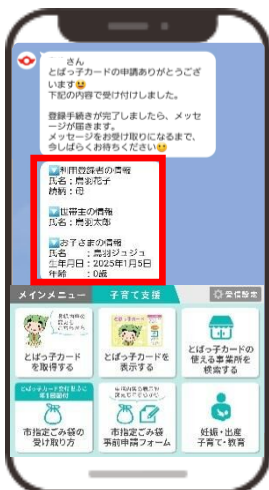 さん
とばっ子カードの申請ありがとうござ
います
下記の内容で受け付けしました。
登録手続きが完了しましたら、メッセ
ージが届きます。
メッセージをお受け取りになるまで、
今しばらくお待ちください
利用登録者の情報
氏名：鳥羽花子
続柄：母
世帯主の情報
氏名：鳥羽太郎
お子さまの情報
氏名　　：鳥羽ジュジュ
生年月日：2025年1月5日
年齢　　：0歳
メインメニュー
子育て支援
受信設定
とばっ子カード
を取得する
とばっ子カードを
表示する
とばっ子カードの
使える事業所を
検索する
市指定ごみ袋の
受け取り方
市指定ごみ袋
事前申請フォーム
妊娠・出産
子育て・教育